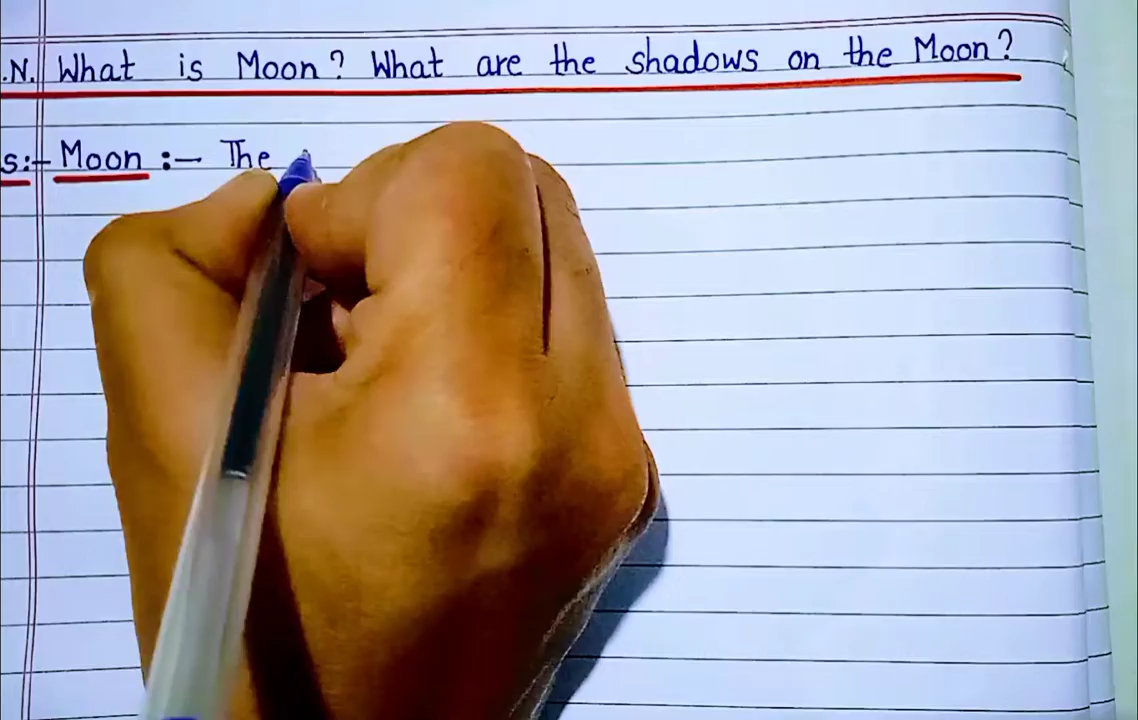 .N. What is Moon? What are the shadows on the Moon?
s:- Moon :- The